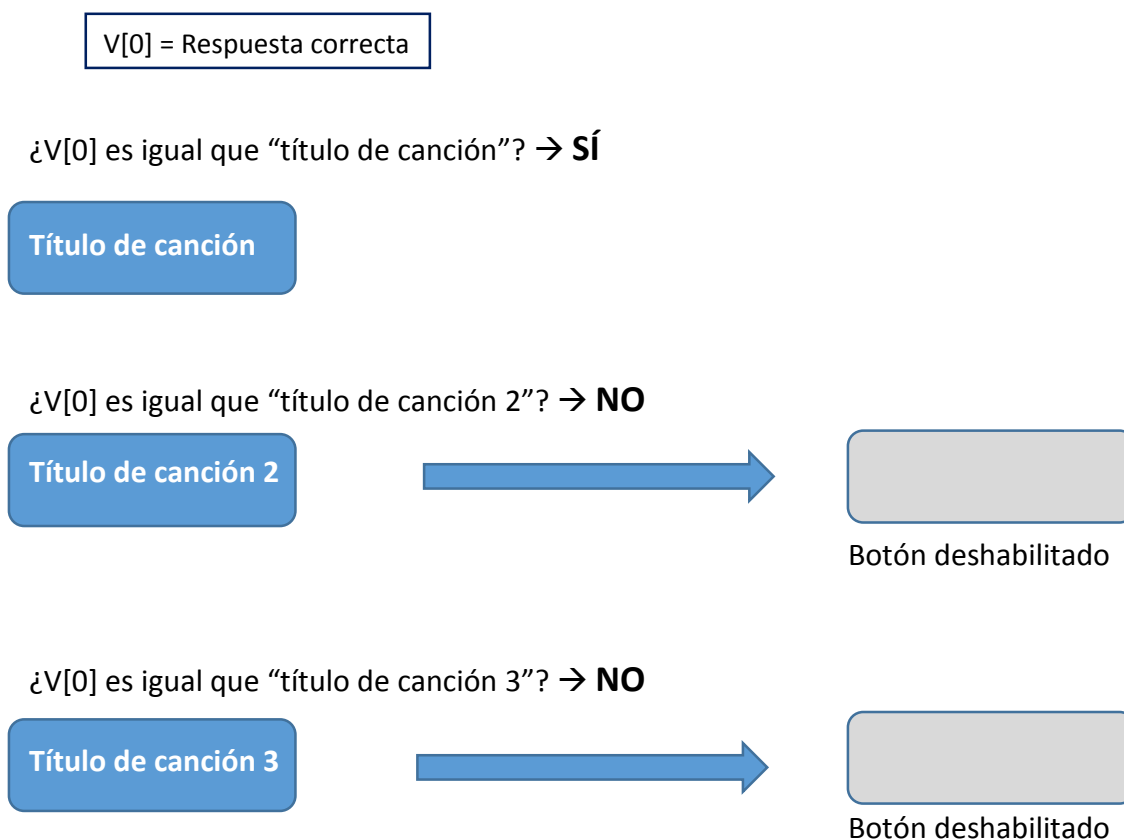 V[0] = Respuesta correcta
¿V[0] es igual que “título de canción”? → SÍ
Título de canción
¿V[0] es igual que “título de canción 2”? → NO
Título de canción 2
Botón deshabilitado
¿V[0] es igual que “título de canción 3”? → NO
Título de canción 3
Botón deshabilitado